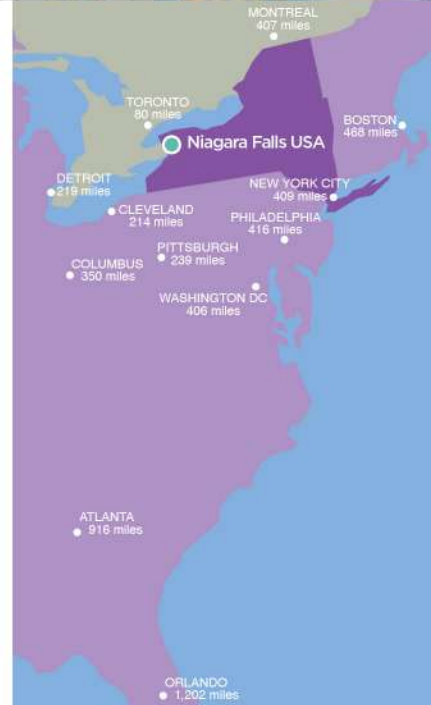 MONTREAL
407 miles
TORONTO
80 miles
BOSTON
468 miles
Niagara Falls USA
DETROIT
219 miles
NEW YORK CITY
409 miles
CLEVELAND
214 miles
PHILADELPHIA
416 miles
PITTSBURGH
239 miles
COLUMBUS
350 miles
WASHINGTON DC
406 miles
ATLANTA
916 miles
ORLANDO
1,202 miles